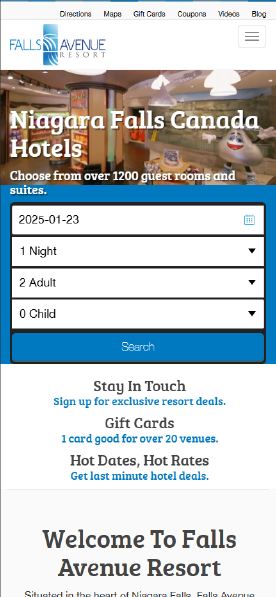 Directions Maps Gift Cards Coupons Videos Blog
FALLS AVENUE
RESORT
Niagara Falls Canada
Hotels
Choose from over 1200 guest rooms and
suites.
2025-01-23
1 Night
2 Adult
0 Child
Search
Stay In Touch
Sign up for exclusive resort deals.
Gift Cards
1 card good for over 20 venues.
Hot Dates, Hot Rates
Get last minute hotel deals.
Welcome To Falls
Avenue Resort
Situated in the heart of Niagara Falls, Falls Avenue